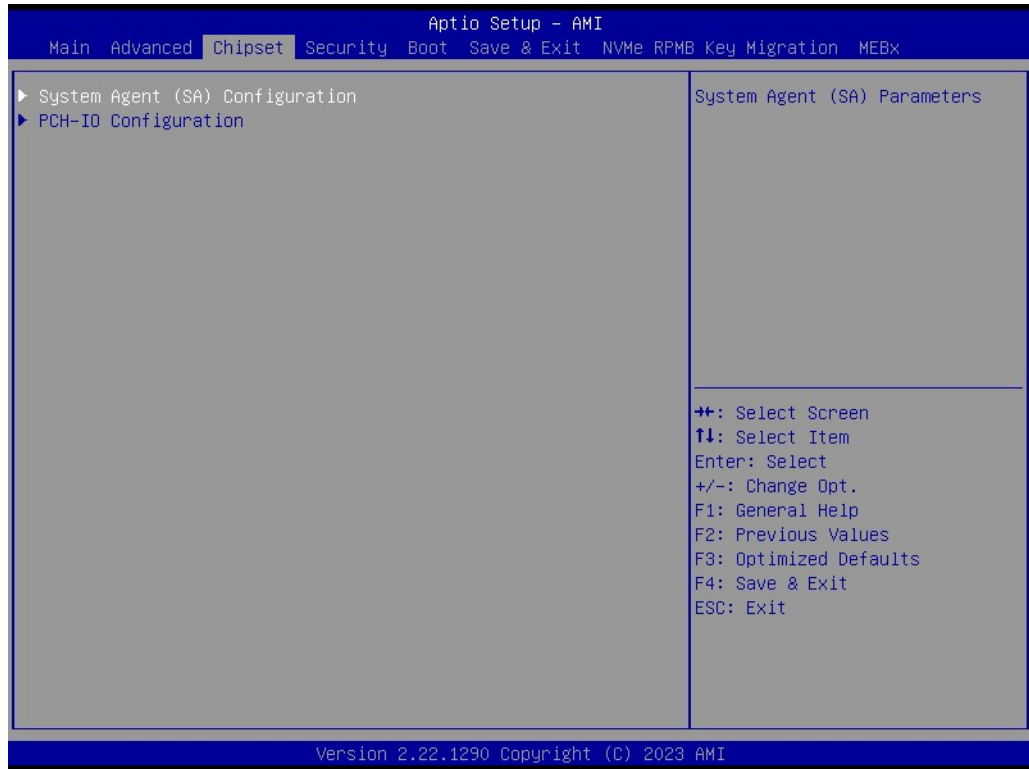 Aptio Setup – AMI
Main Advanced Chipset Security Boot Save & Exit NVMe RPMB Key Migration MEBx
▶ System Agent (SA) Configuration
▶ PCH-IO Configuration
System Agent (SA) Parameters
→←: Select Screen
↑↓: Select Item
Enter: Select
+/-: Change Opt.
F1: General Help
F2: Previous Values
F3: Optimized Defaults
F4: Save & Exit
ESC: Exit
Version 2.22.1290 Copyright (C) 2023 AMI